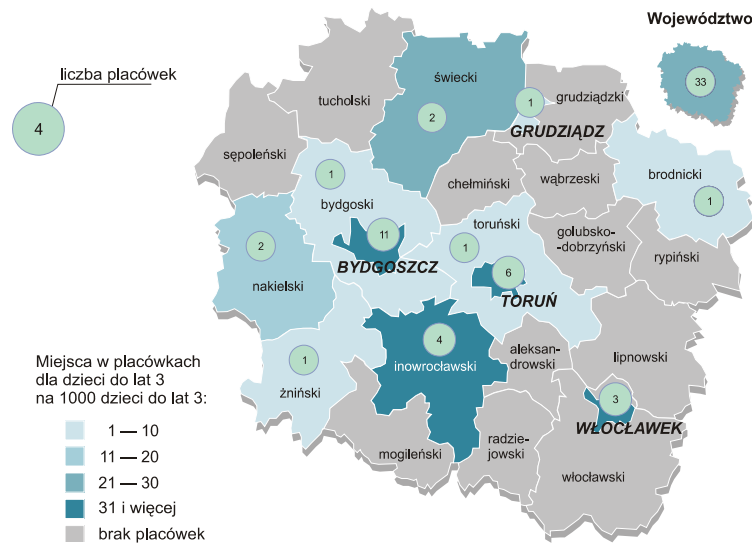 Województwo
33
liczba placówek
4
świecki
2
tucholski
1
grudziądzki
GRUDZIĄDZ
sępoleński
chełmiński
wąbrzeski
brodnicki
1
1
bydgoski
11
BYDGOSZCZ
toruński
1
6
TORUŃ
golubsko-
-dobrzyński
rypiński
2
nakielski
4
inowrocławski
aleksan-
drowski
lipnowski
1
żniński
3
WŁOCŁAWEK
mogileński
radzie-
jowski
włocławski
Miejsca w placówkach
dla dzieci do lat 3
na 1000 dzieci do lat 3:
1 — 10
11 — 20
21 — 30
31 i więcej
brak placówek